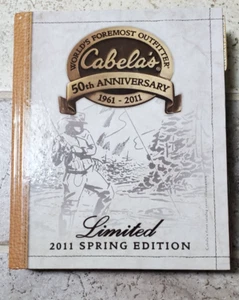 WORLD'S FOREMOST OUTFITTER
Cabela's
50th ANNIVERSARY
1961 - 2011
Limited
2011 SPRING EDITION